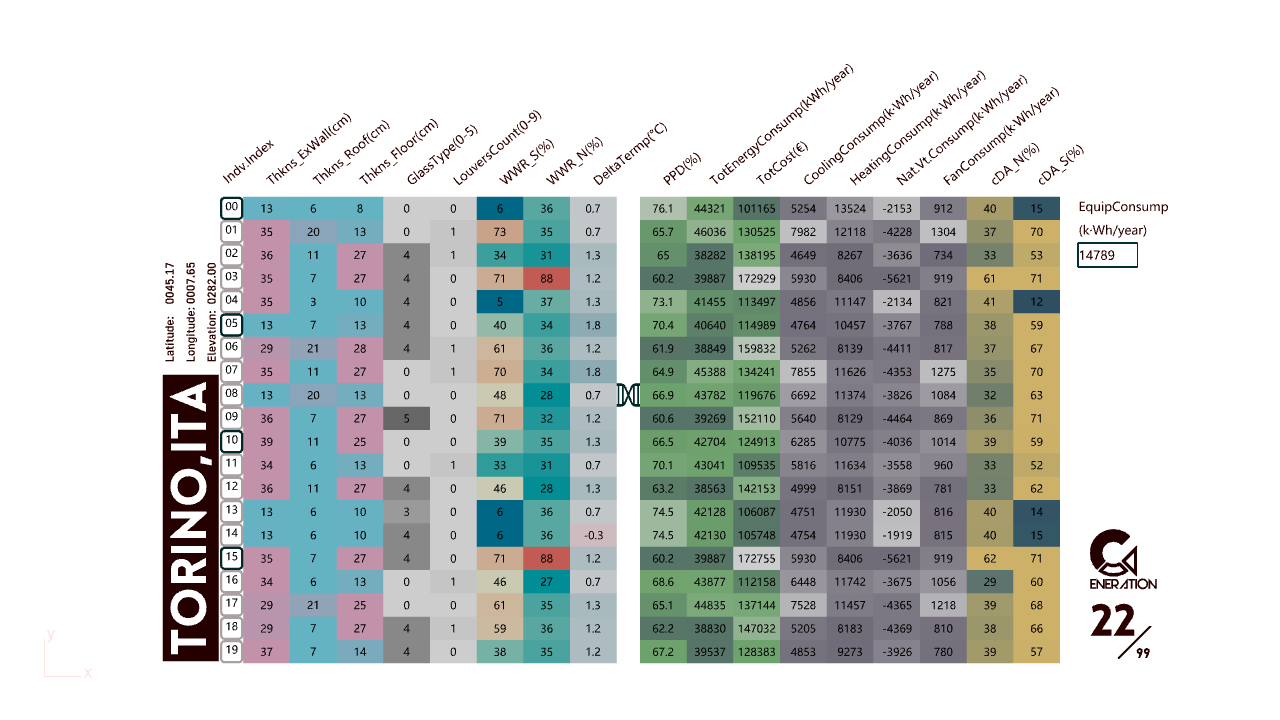 Indv.Index Thkns_ExWall(cm) Thkns_Roof(cm) Thkns_Floor(cm) GlassType(0-5) LouversCount(0-9) WWR_S(%) WWR_N(%) DeltaTermp(°C) PPD(%) TotEnergyConsump(kWh/year) TotCost(€) CoolingConsump(k·Wh/year) HeatingConsump(k·Wh/year) Nat.Vt.Consump(k·Wh/year) FanConsump(k·Wh/year) cDA_N(%) cDA_S(%)
00 13 6 8 0 0 6 36 0.7 76.1 44321 101165 5254 13524 -2153 912 40 15
01 35 20 13 0 1 73 35 0.7 65.7 46036 130525 7982 12118 -4228 1304 37 70
02 36 11 27 4 1 34 31 1.3 65 38282 138195 4649 8267 -3636 734 33 53
03 35 7 27 4 0 71 88 1.2 60.2 39887 172929 5930 8406 -5621 919 61 71
04 35 3 10 4 0 5 37 1.3 73.1 41455 113497 4856 11147 -2134 821 41 12
05 13 7 13 4 0 40 34 1.8 70.4 40640 114989 4764 10457 -3767 788 38 59
06 29 21 28 4 1 61 36 1.2 61.9 38849 159832 5262 8139 -4411 817 37 67
07 35 11 27 0 1 70 34 1.8 64.9 45388 134241 7855 11626 -4353 1275 35 70
08 13 20 13 0 0 48 28 0.7 66.9 43782 119676 6692 11374 -3826 1084 32 63
09 36 7 27 5 0 71 32 1.2 60.6 39269 152110 5640 8129 -4464 869 36 71
10 39 11 25 0 0 39 35 1.3 66.5 42704 124913 6285 10775 -4036 1014 39 59
11 34 6 13 0 1 33 31 0.7 70.1 43041 109535 5816 11634 -3558 960 33 52
12 36 11 27 4 0 46 28 1.3 63.2 38563 142153 4999 8151 -3869 781 33 62
13 13 6 10 3 0 6 36 0.7 74.5 42128 106087 4751 11930 -2050 816 40 14
14 13 6 10 4 0 6 36 -0.3 74.5 42130 105748 4754 11930 -1919 815 40 15
15 35 7 27 4 0 71 88 1.2 60.2 39887 172755 5930 8406 -5621 919 62 71
16 34 6 13 0 1 46 27 0.7 68.6 43877 112158 6448 11742 -3675 1056 29 60
17 29 21 25 0 0 61 35 1.3 65.1 44835 137144 7528 11457 -4365 1218 39 68
18 29 7 27 4 1 59 36 1.2 62.2 38830 147032 5205 8183 -4369 810 38 66
19 37 7 14 4 0 38 35 1.2 67.2 39537 128383 4853 9273 -3926 780 39 57
Latitude: 0045.17
Longitude: 0007.65
Elevation: 0282.00
TORINO,ITA
EquipConsump
(k·Wh/year)
14789
G
ENERATION
22/99
y
x